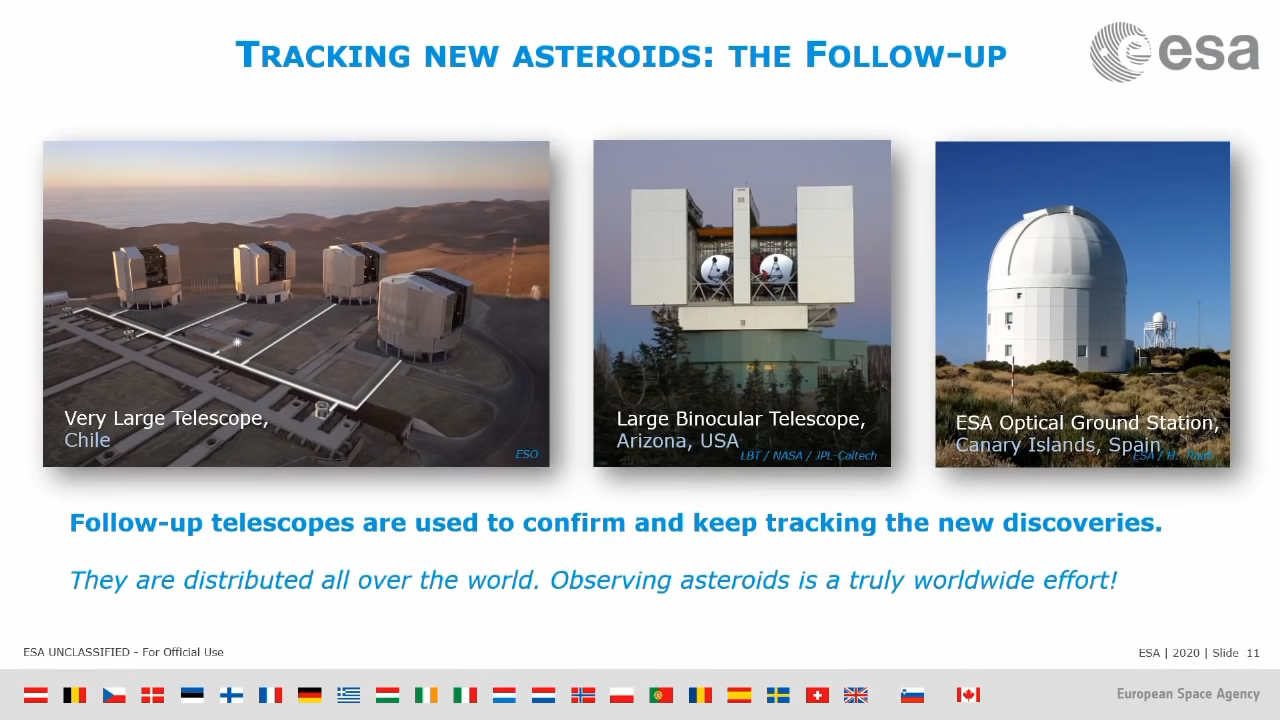 TRACKING NEW ASTEROIDS: THE FOLLOW-UP
esa
Very Large Telescope,
Chile
ESO
Large Binocular Telescope,
Arizona, USA
LBT / NASA / JPL-Caltech
ESA Optical Ground Station,
Canary Islands, Spain
ESA / H.
Follow-up telescopes are used to confirm and keep tracking the new discoveries.
They are distributed all over the world. Observing asteroids is a truly worldwide effort!
ESA UNCLASSIFIED - For Official Use
ESA | 2020 | Slide 11
European Space Agency